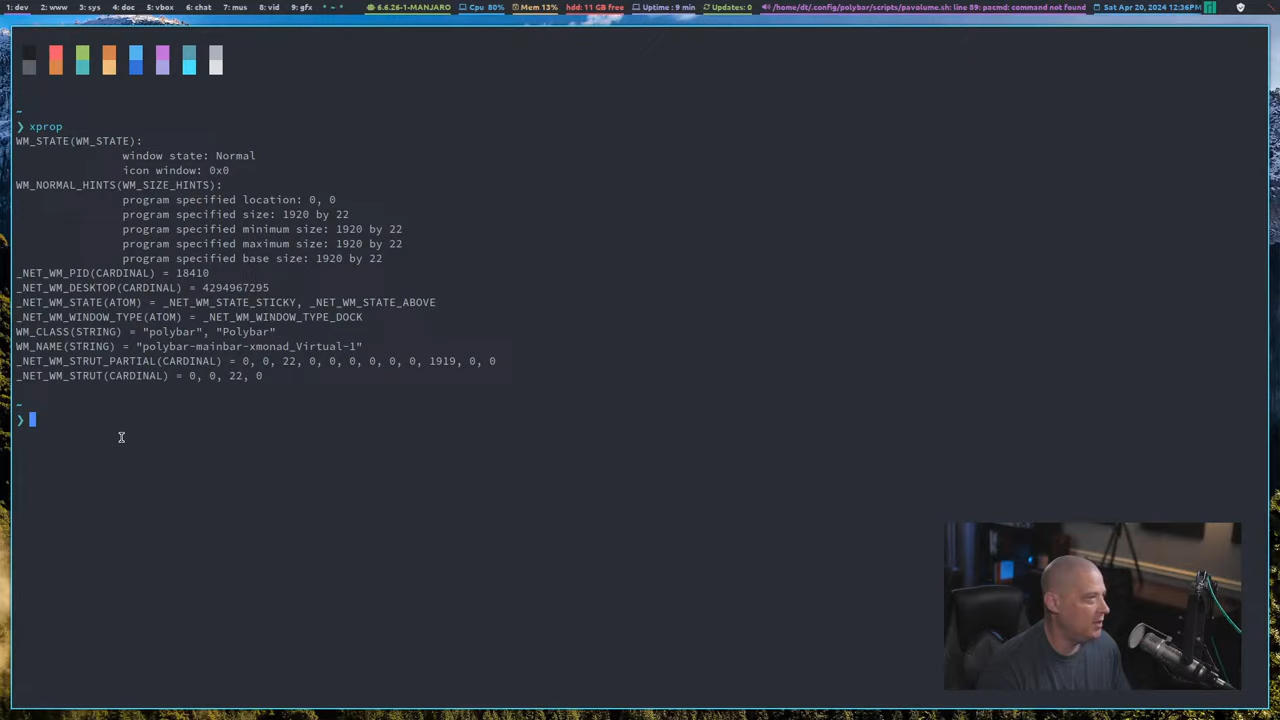 1: dev 2: www 3: sys 4: doc 5: vbox 6: chat 7: mus 8: vid 9: gfx 6.6.26-1-MANJARO Cpu 80% Mem 13% hdd: 11 GB free Uptime : 9 min Updates: 0 /home/dt/.config/polybar/scripts/pavolume.sh: line 89: pacmd: command not found Sat Apr 20, 2024 12:36PM
~
❯ xprop
WM_STATE(WM_STATE):
window state: Normal
icon window: 0x0
WM_NORMAL_HINTS(WM_SIZE_HINTS):
program specified location: 0, 0
program specified size: 1920 by 22
program specified minimum size: 1920 by 22
program specified maximum size: 1920 by 22
program specified base size: 1920 by 22
_NET_WM_PID(CARDINAL) = 18410
_NET_WM_DESKTOP(CARDINAL) = 4294967295
_NET_WM_STATE(ATOM) = _NET_WM_STATE_STICKY, _NET_WM_STATE_ABOVE
_NET_WM_WINDOW_TYPE(ATOM) = _NET_WM_WINDOW_TYPE_DOCK
WM_CLASS(STRING) = "polybar", "Polybar"
WM_NAME(STRING) = "polybar-mainbar-xmonad_Virtual-1"
_NET_WM_STRUT_PARTIAL(CARDINAL) = 0, 0, 22, 0, 0, 0, 0, 0, 0, 1919, 0, 0
_NET_WM_STRUT(CARDINAL) = 0, 0, 22, 0
~
❯